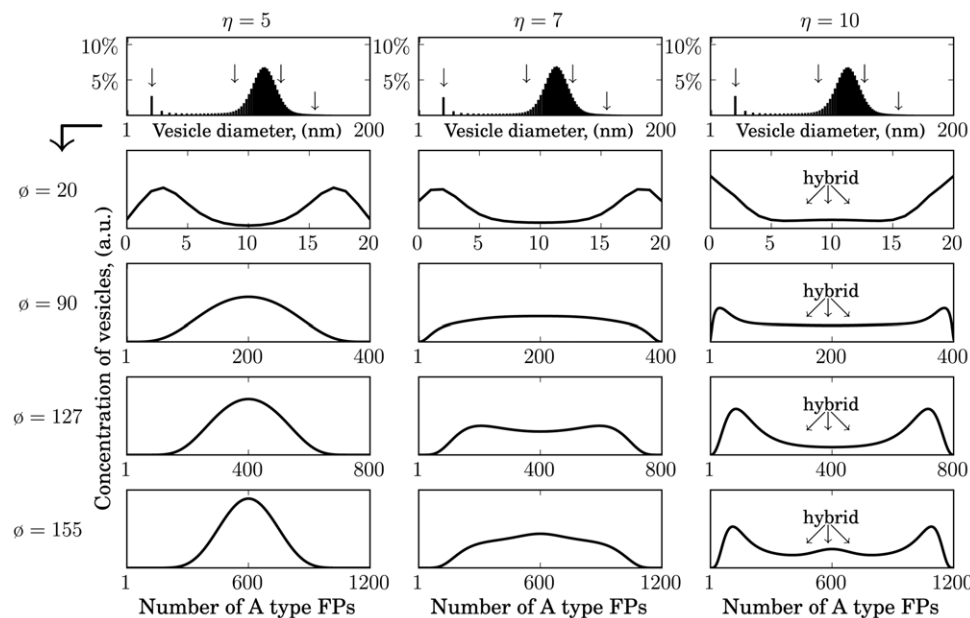 η = 5 η = 7 η = 10
10% 10% 10%
5% 5% 5%
1 Vesicle diameter, (nm) 200 1 Vesicle diameter, (nm) 200 1 Vesicle diameter, (nm) 200
Concentration of vesicles, (a.u.)
ø = 20 hybrid
0 5 10 15 20 0 5 10 15 20 0 5 10 15 20
ø = 90 hybrid
1 200 400 1 200 400 1 200 400
ø = 127 hybrid
1 400 800 1 400 800 1 400 800
ø = 155 hybrid
1 600 1200 1 600 1200 1 600 1200
Number of A type FPs Number of A type FPs Number of A type FPs